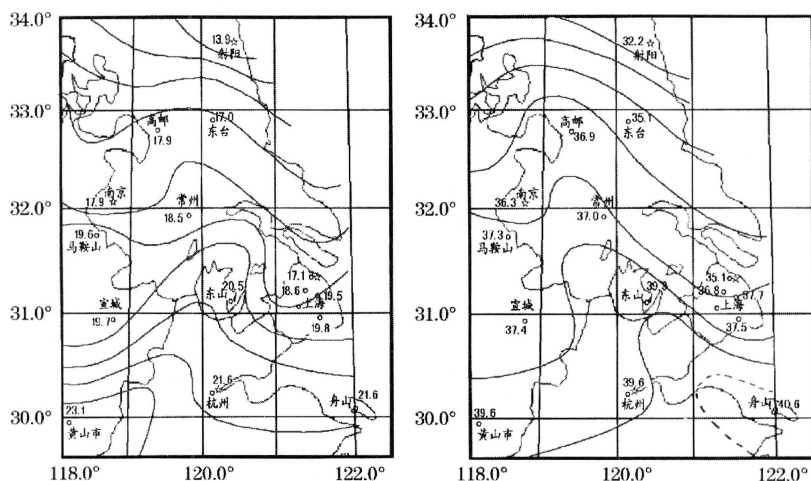 34.0°
13.9
射阳
33.0°
高邮
17.9
17.0
东台
南京
17.9
32.0°
常州
18.5
19.6
马鞍山
17.1
20.5
东山
18.6
19.5
上海
19.8
宣城
19.7
31.0°
21.6
杭州
舟山
21.6
30.0°
23.1
黄山市
118.0°
120.0°
122.0°
34.0°
32.2
射阳
33.0°
高邮
36.9
35.1
东台
南京
36.3
32.0°
常州
37.0
37.3
马鞍山
35.1
39.3
东山
36.8
37.7
上海
37.5
宣城
37.4
31.0°
39.6
杭州
舟山
40.6
30.0°
39.6
黄山市
118.0°
120.0°
122.0°